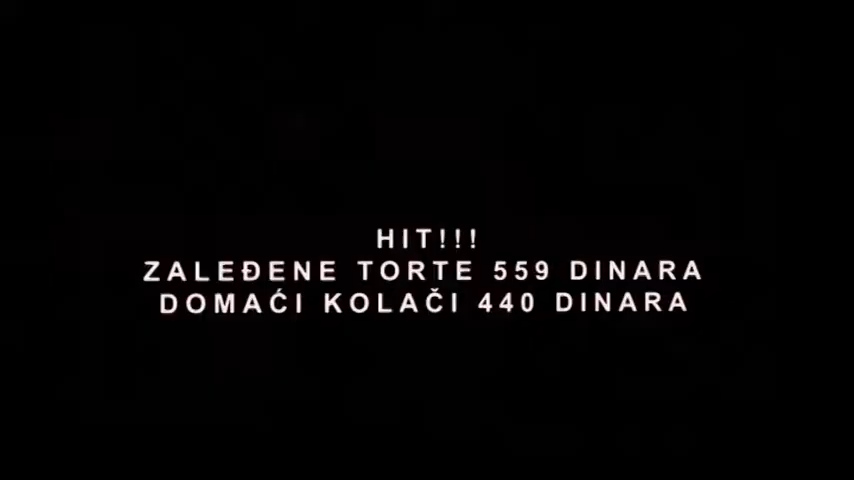 HIT!!!
ZALEĐENE TORTE 559 DINARA
DOMAĆI KOLAČI 440 DINARA